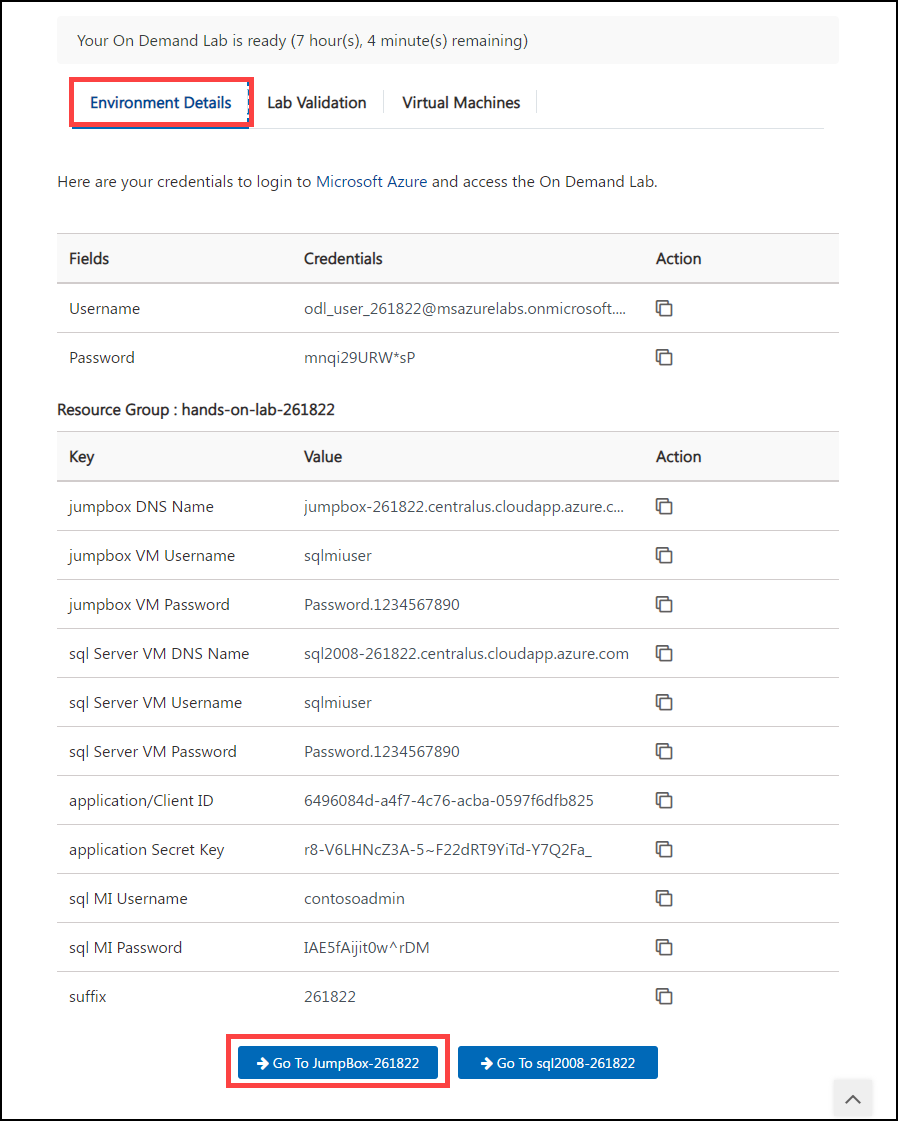 Your On Demand Lab is ready (7 hour(s), 4 minute(s) remaining)
Environment Details Lab Validation Virtual Machines
Here are your credentials to login to Microsoft Azure and access the On Demand Lab.
Fields Credentials Action
Username odl_user_261822@msazurelabs.onmicrosoft....
Password mnqi29URW*sP
Resource Group : hands-on-lab-261822
Key Value Action
jumpbox DNS Name jumpbox-261822.centralus.cloudapp.azure.c...
jumpbox VM Username sqlmiuser
jumpbox VM Password Password.1234567890
sql Server VM DNS Name sql2008-261822.centralus.cloudapp.azure.com
sql Server VM Username sqlmiuser
sql Server VM Password Password.1234567890
application/Client ID 6496084d-a4f7-4c76-acba-0597f6dfb825
application Secret Key r8-V6LHNcZ3A-5~F22dRT9YiTd-Y7Q2Fa_
sql MI Username contosoadmin
sql MI Password IAE5fAijit0w^rDM
suffix 261822
Go To JumpBox-261822 Go To sql2008-261822